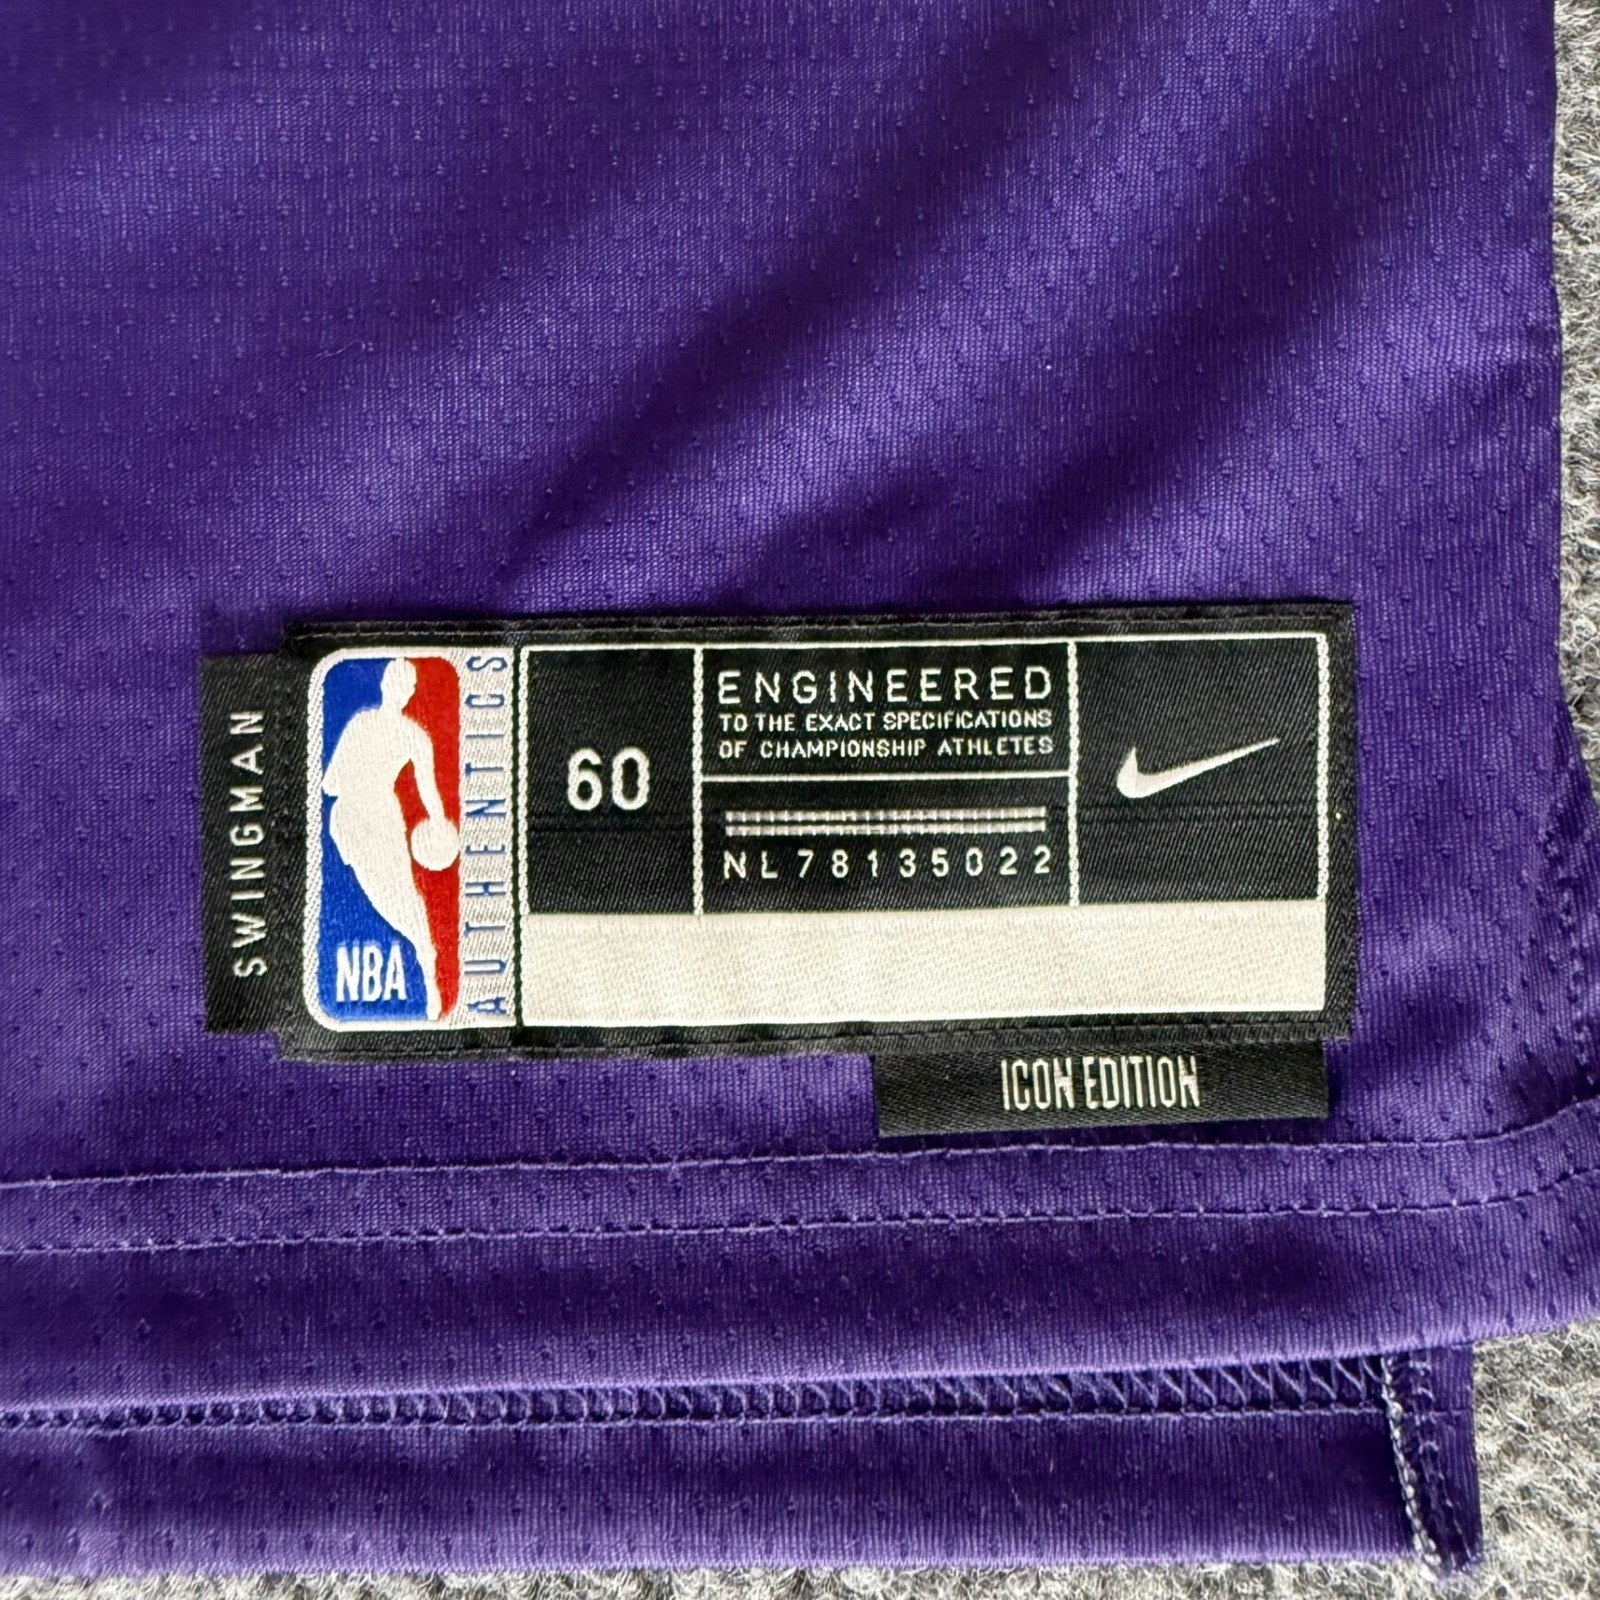 SWINGMAN
NBA
AUTHENTICS
60
ENGINEERED
TO THE EXACT SPECIFICATIONS
OF CHAMPIONSHIP ATHLETES
NL78135022
ICON EDITION